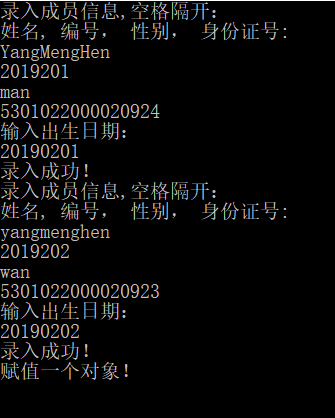 录入成员信息,空格隔开：
姓名, 编号， 性别， 身份证号：
YangMengHen
2019201
man
5301022000020924
输入出生日期：
20190201
录入成功！
录入成员信息,空格隔开：
姓名, 编号， 性别， 身份证号：
yangmenghen
2019202
wan
5301022000020923
输入出生日期：
20190202
录入成功！
赋值一个对象！